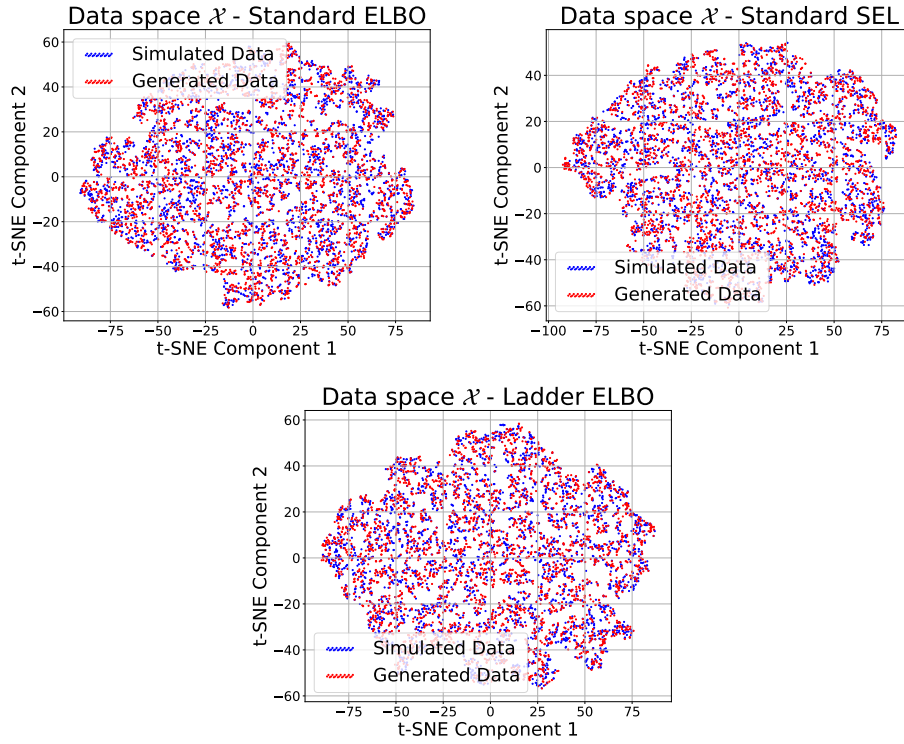 Data space 𝒳 - Standard ELBO
60
40
20
0
−20
−40
−60
−75
−50
−25
0
25
50
75
t-SNE Component 1
t-SNE Component 2
Simulated Data
Generated Data
Data space 𝒳 - Standard SEL
40
20
0
−20
−40
−60
−100
−75
−50
−25
0
25
50
75
t-SNE Component 1
t-SNE Component 2
Simulated Data
Generated Data
Data space 𝒳 - Ladder ELBO
60
40
20
0
−20
−40
−60
−75
−50
−25
0
25
50
75
t-SNE Component 1
t-SNE Component 2
Simulated Data
Generated Data